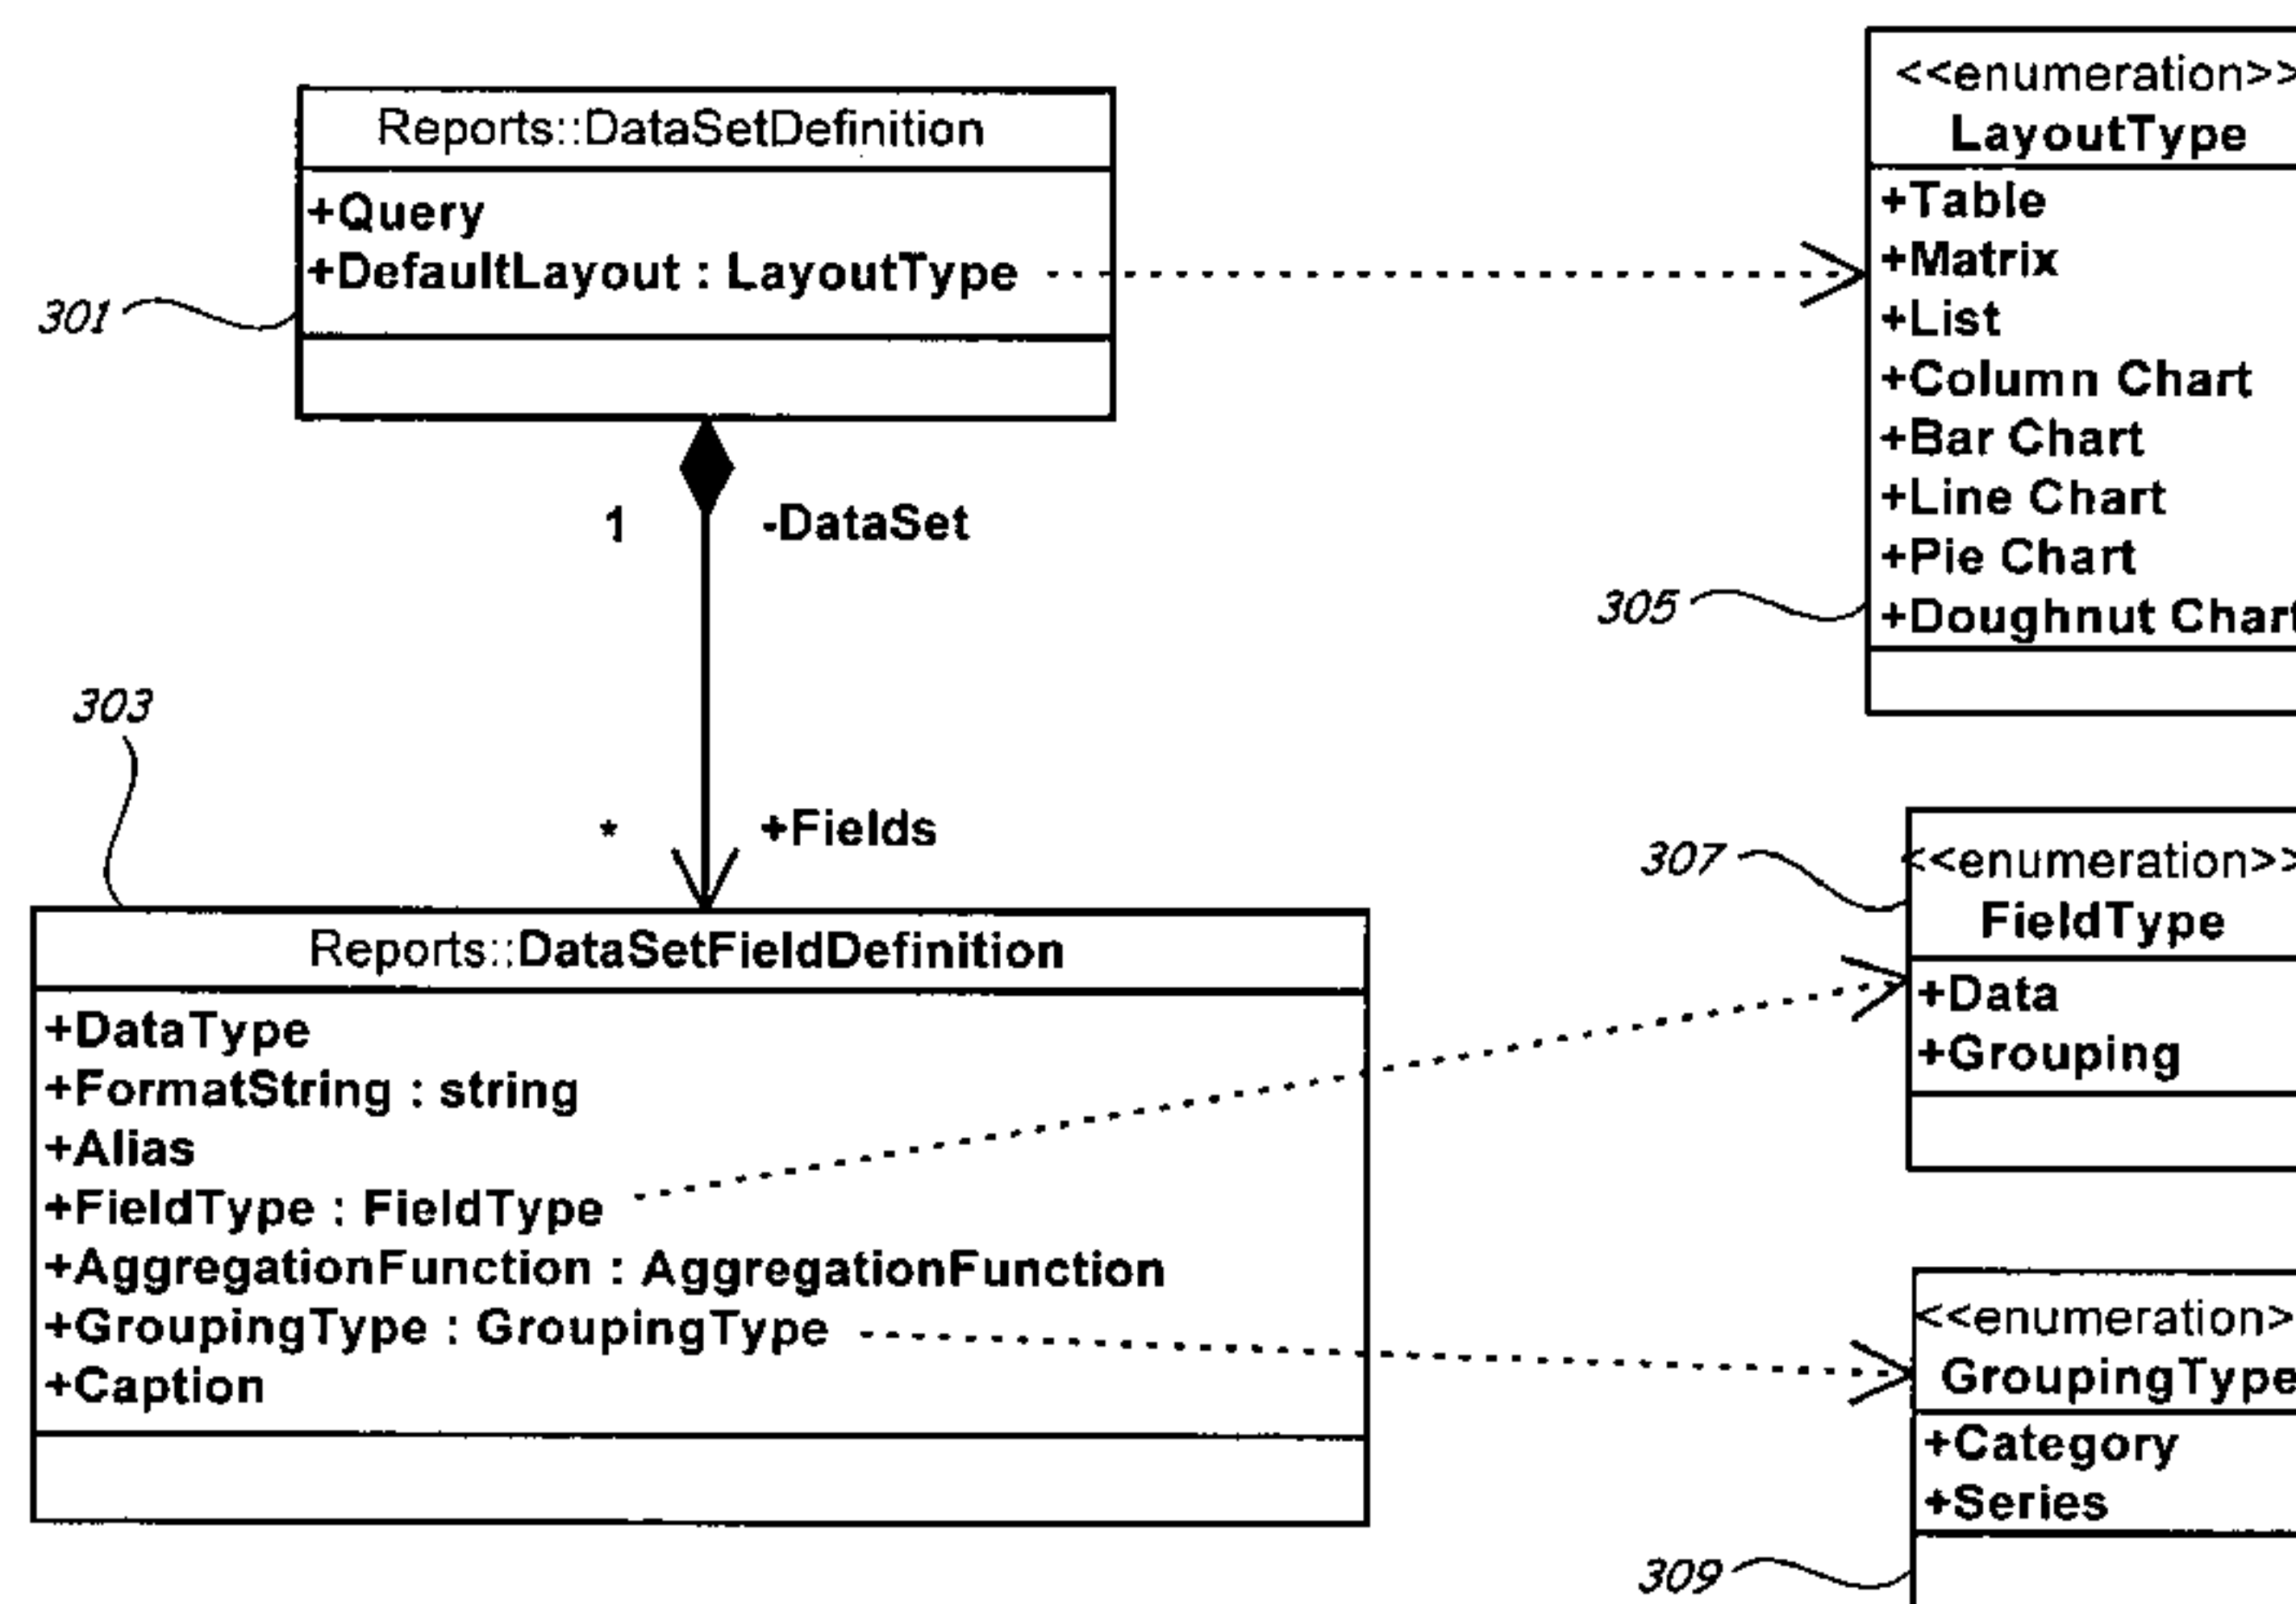 Reports::DataSetDefinition
+Query
+DefaultLayout : LayoutType
301
1
-DataSet
*
+Fields
303
Reports::DataSetFieldDefinition
+DataType
+FormatString : string
+Alias
+FieldType : FieldType
+AggregationFunction : AggregationFunction
+GroupingType : GroupingType
+Caption
<<enumeration>>
LayoutType
+Table
+Matrix
+List
+Column Chart
+Bar Chart
+Line Chart
+Pie Chart
+Doughnut Chart
305
307
<<enumeration>>
FieldType
+Data
+Grouping
<<enumeration>
GroupingType
+Category
+Series
309